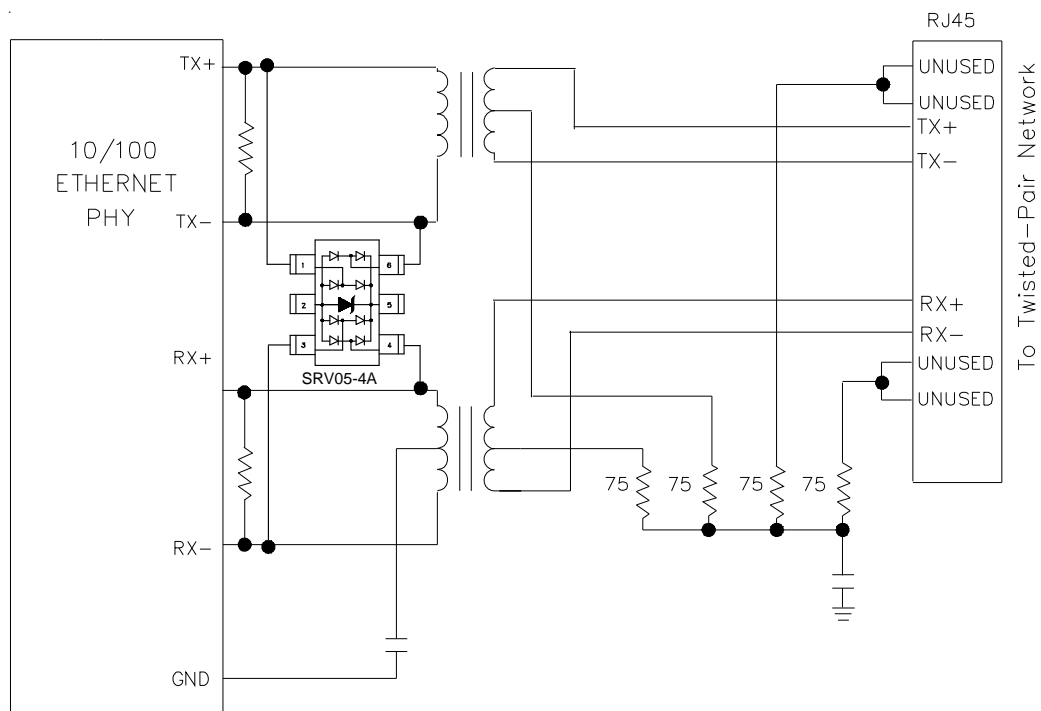 RJ45
TX+
UNUSED
UNUSED
TX+
TX-
10/100
ETHERNET
PHY
TX-
1
6
2
5
3
4
SRV05-4A
RX+
RX+
RX-
UNUSED
UNUSED
To Twisted-Pair Network
75
75
75
75
RX-
GND